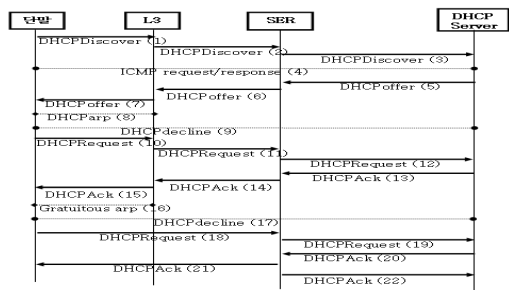 단말 L3 SER DHCP Server
DHCPDiscover (1)
DHCPDiscover (2)
DHCPDiscover (3)
ICMP request/response (4)
DHCPoffer (5)
DHCPoffer (6)
DHCPoffer (7)
DHCParp (8)
DHCPdecline (9)
DHCPRequest (10)
DHCPRequest (11)
DHCPRequest (12)
DHCPAck (13)
DHCPAck (14)
DHCPAck (15)
Gratuitous arp (16)
DHCPdecline (17)
DHCPRequest (18)
DHCPRequest (19)
DHCPAck (20)
DHCPAck (21)
DHCPAck (22)